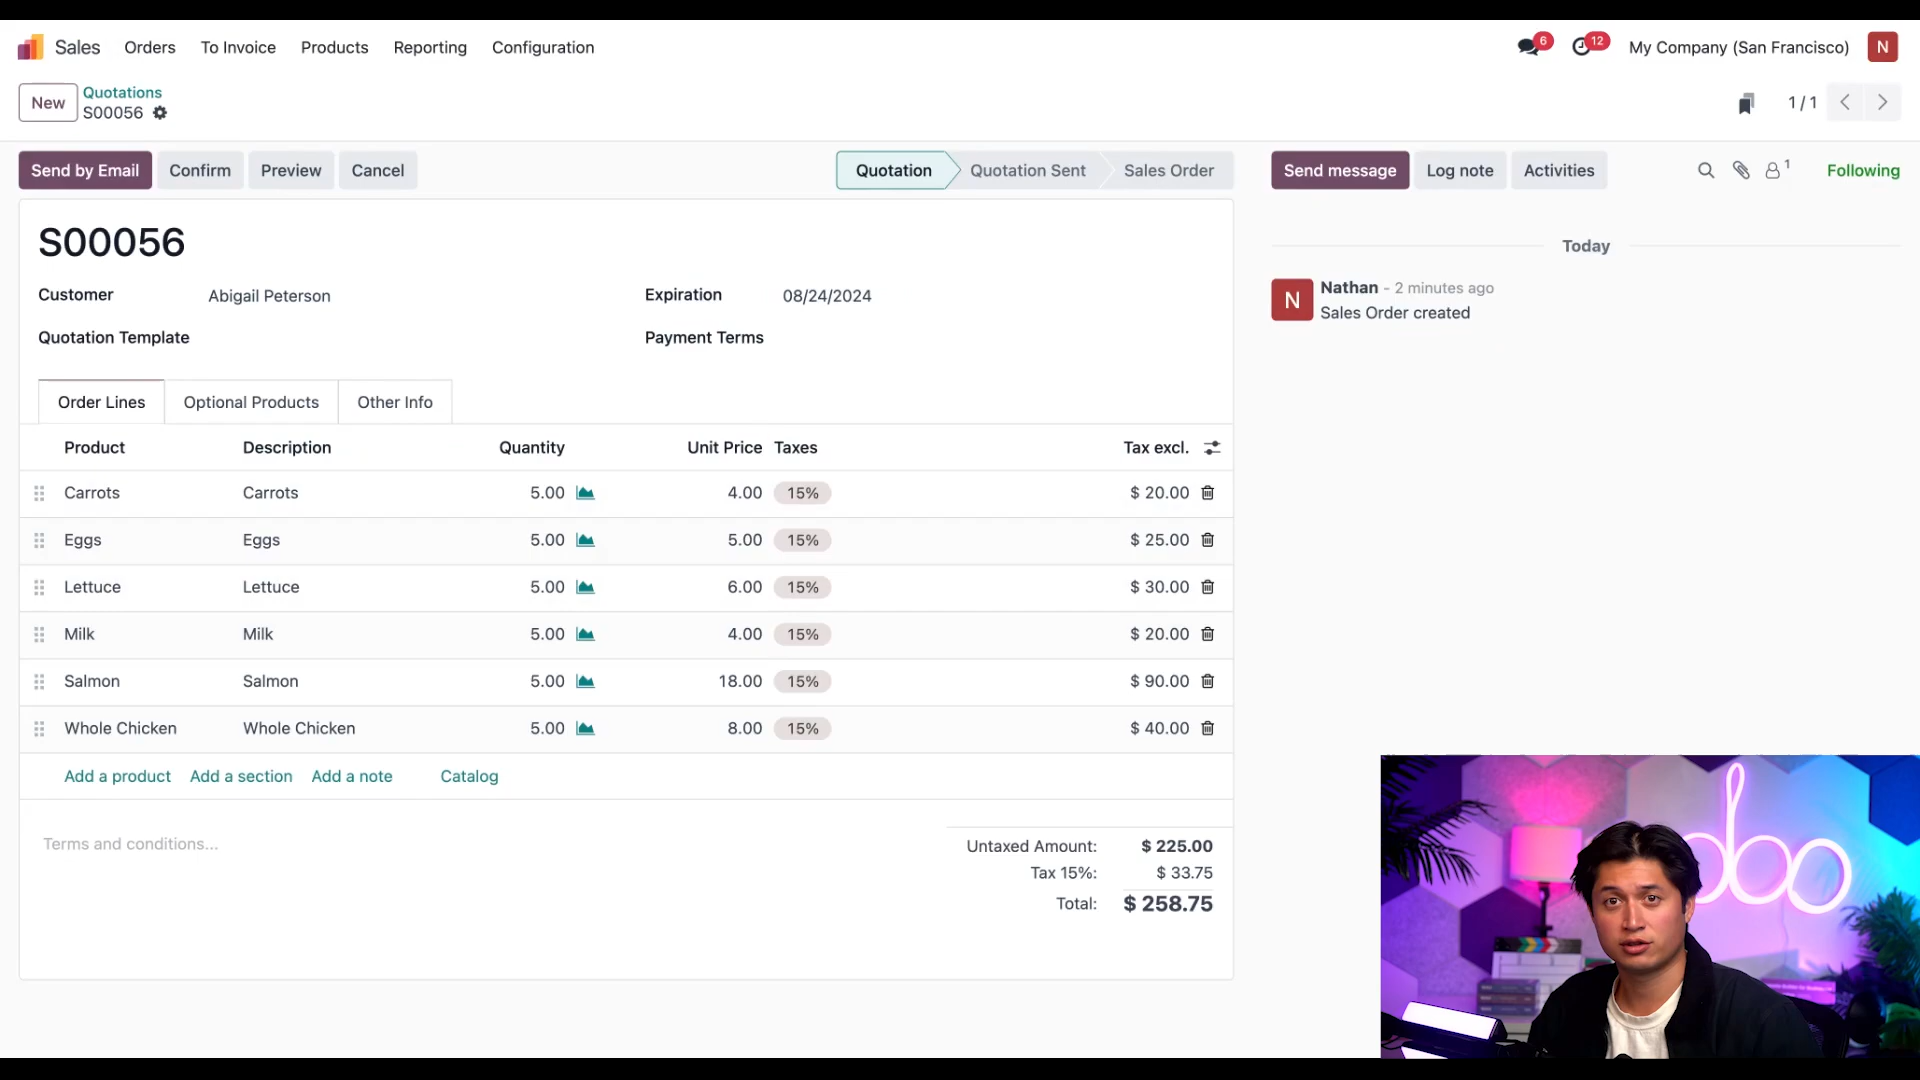 Sales Orders To Invoice Products Reporting Configuration 6 12 My Company (San Francisco) N
New Quotations 1 / 1
S00056
Send by Email Confirm Preview Cancel Quotation Quotation Sent Sales Order Send message Log note Activities 1 Following
S00056
Today
Customer Abigail Peterson Expiration 08/24/2024
N Nathan - 2 minutes ago
Sales Order created
Quotation Template Payment Terms
Order Lines Optional Products Other Info
Product Description Quantity Unit Price Taxes Tax excl.
Carrots Carrots 5.00 4.00 15% $ 20.00
Eggs Eggs 5.00 5.00 15% $ 25.00
Lettuce Lettuce 5.00 6.00 15% $ 30.00
Milk Milk 5.00 4.00 15% $ 20.00
Salmon Salmon 5.00 18.00 15% $ 90.00
Whole Chicken Whole Chicken 5.00 8.00 15% $ 40.00
Add a product Add a section Add a note Catalog
Terms and conditions... Untaxed Amount: $ 225.00
Tax 15%: $ 33.75
Total: $ 258.75